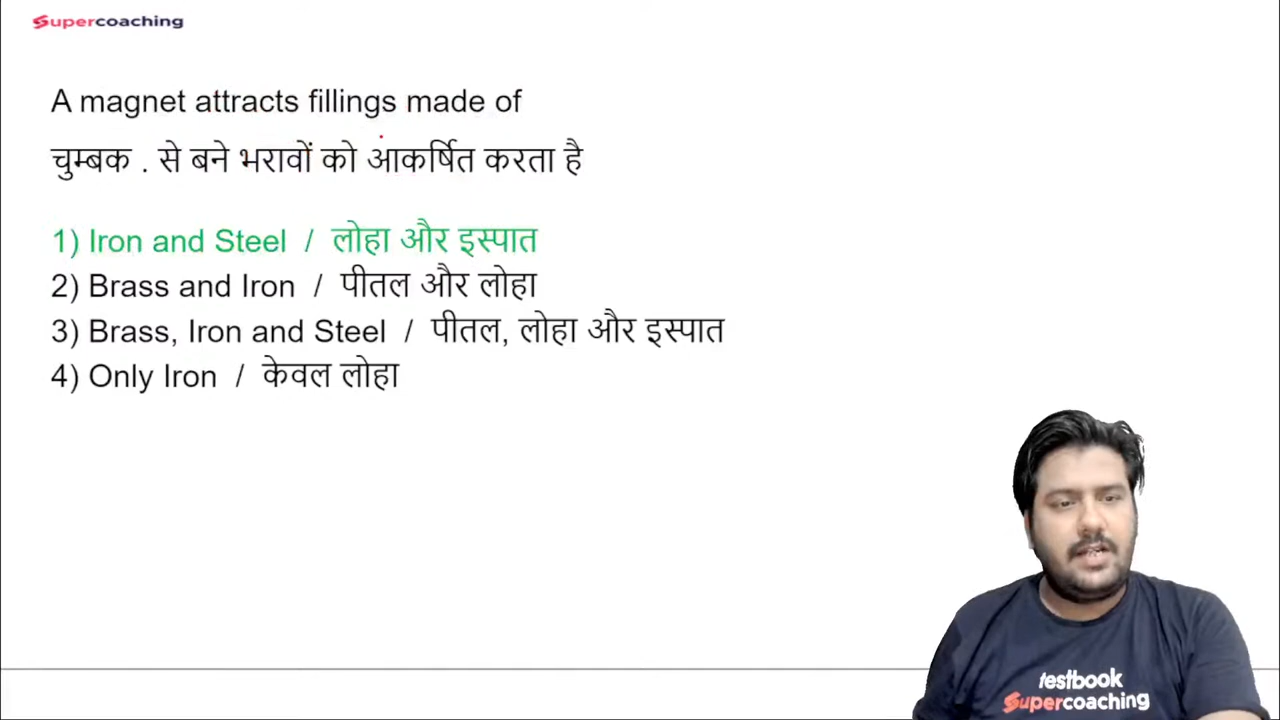 Supercoaching
A magnet attracts fillings made of
चुम्बक . से बने भरावों को आकर्षित करता है
1) Iron and Steel / लोहा और इस्पात
2) Brass and Iron / पीतल और लोहा
3) Brass, Iron and Steel / पीतल, लोहा और इस्पात
4) Only Iron / केवल लोहा
testbook
Supercoaching